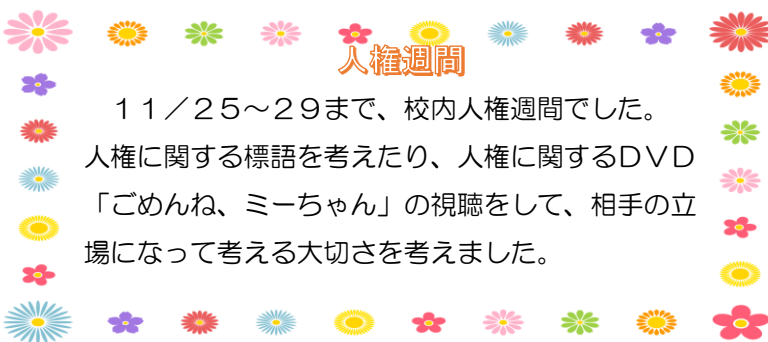 人権週間
　１１／２５～２９まで、校内人権週間でした。
人権に関する標語を考えたり、人権に関するＤＶＤ
「ごめんね、ミーちゃん」の視聴をして、相手の立
場になって考える大切さを考えました。